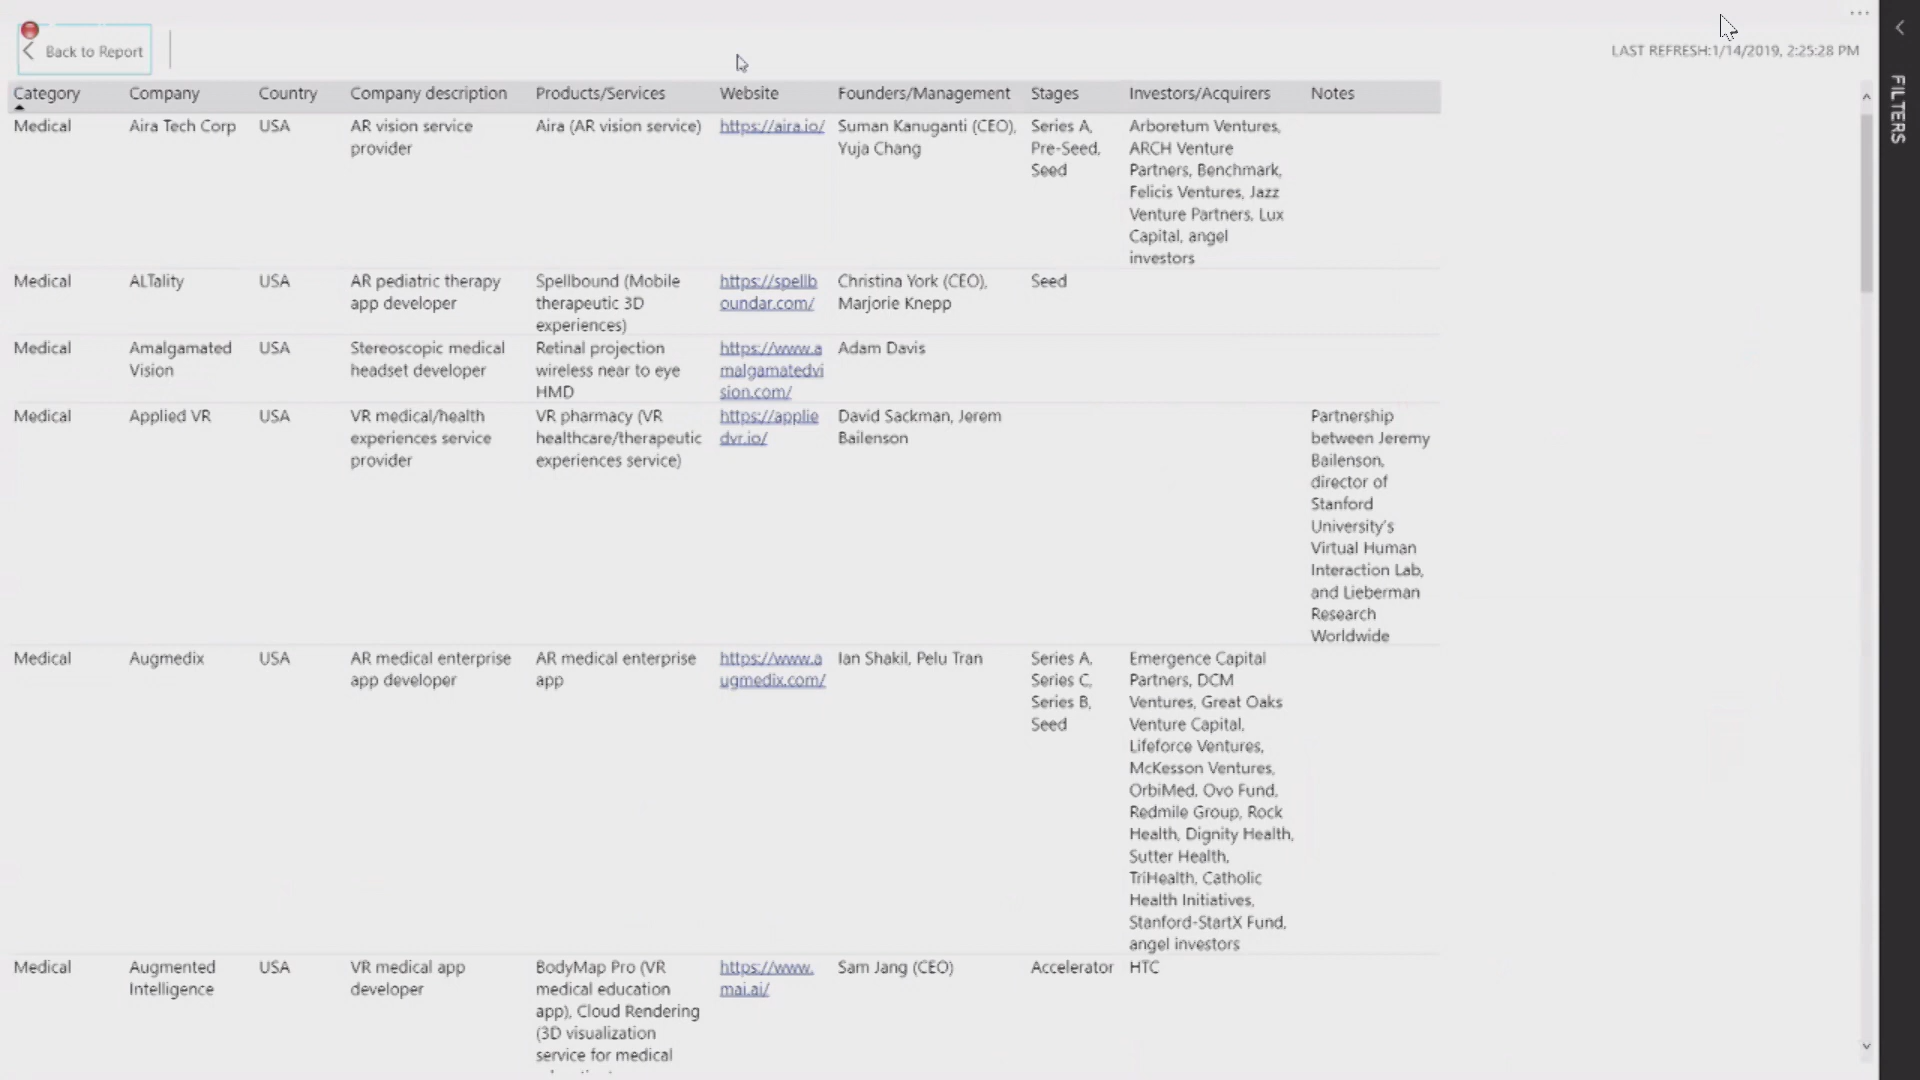 Back to Report
LAST REFRESH:1/14/2019, 2:25:28 PM
FILTERS
Category Company Country Company description Products/Services Website Founders/Management Stages Investors/Acquirers Notes
Medical Aira Tech Corp USA AR vision service Aira (AR vision service) https://aira.io/ Suman Kanuganti (CEO), Series A, Arboretum Ventures,
provider Yuja Chang Pre-Seed, ARCH Venture
Seed Partners, Benchmark,
Felicis Ventures, Jazz
Venture Partners, Lux
Capital, angel
investors
Medical ALTality USA AR pediatric therapy Spellbound (Mobile https://spellb Christina York (CEO), Seed
app developer therapeutic 3D oundar.com/ Marjorie Knepp
experiences)
Medical Amalgamated USA Stereoscopic medical Retinal projection https://www.a Adam Davis
Vision headset developer wireless near to eye malgamatedvi
HMD sion.com/
Medical Applied VR USA VR medical/health VR pharmacy (VR https://applie David Sackman, Jerem Partnership
experiences service healthcare/therapeutic dvr.io/ Bailenson between Jeremy
provider experiences service) Bailenson,
director of
Stanford
University's
Virtual Human
Interaction Lab,
and Lieberman
Research
Worldwide
Medical Augmedix USA AR medical enterprise AR medical enterprise https://www.a Ian Shakil, Pelu Tran Series A, Emergence Capital
app developer app ugmedix.com/ Series C, Partners, DCM
Series B, Ventures, Great Oaks
Seed Venture Capital,
Lifeforce Ventures,
McKesson Ventures,
OrbiMed, Ovo Fund,
Redmile Group, Rock
Health, Dignity Health,
Sutter Health,
TriHealth, Catholic
Health Initiatives,
Stanford-StartX Fund,
angel investors
Medical Augmented USA VR medical app BodyMap Pro (VR https://www. Sam Jang (CEO) Accelerator HTC
Intelligence developer medical education mai.ai/
app), Cloud Rendering
(3D visualization
service for medical